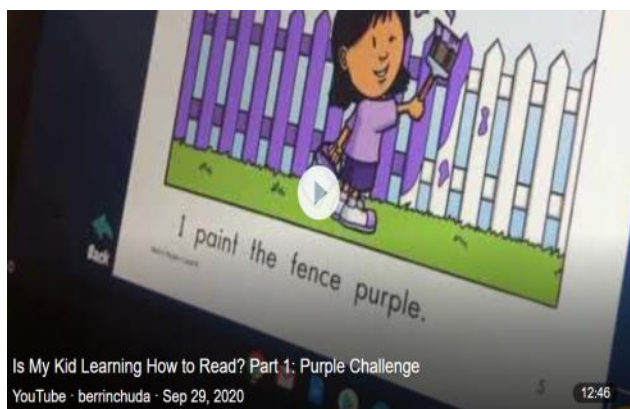 I paint the fence purple.
Back
Is My Kid Learning How to Read? Part 1: Purple Challenge
YouTube · berrinchuda · Sep 29, 2020
5
12:46